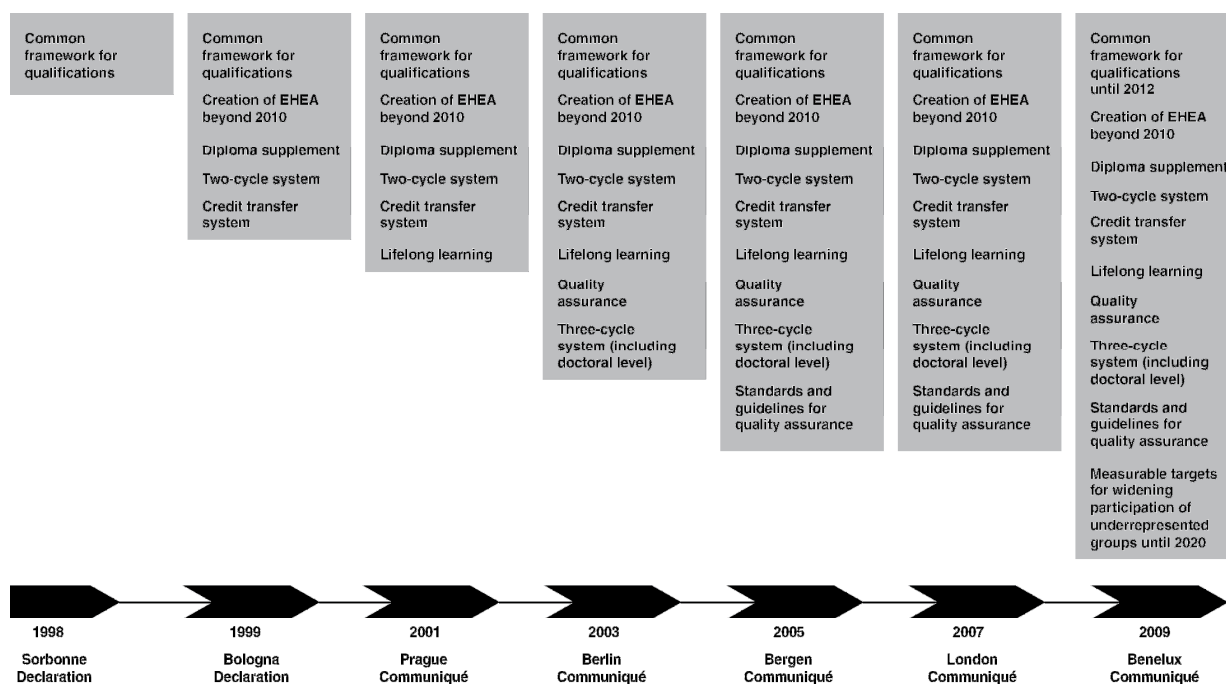 Common
framework for
qualifications
Common
framework for
qualifications
Creation of EHEA
beyond 2010
Diploma supplement
Two-cycle system
Credit transfer
system
Common
framework for
qualifications
Creation of EHEA
beyond 2010
Diploma supplement
Two-cycle system
Credit transfer
system
Lifelong learning
Common
framework for
qualifications
Creation of EHEA
beyond 2010
Diploma supplement
Two-cycle system
Credit transfer
system
Lifelong learning
Quality
assurance
Three-cycle
system (including
doctoral level)
Common
framework for
qualifications
Creation of EHEA
beyond 2010
Diploma supplement
Two-cycle system
Credit transfer
system
Lifelong learning
Quality
assurance
Three-cycle
system (including
doctoral level)
Standards and
guidelines for
quality assurance
Common
framework for
qualifications
Creation of EHEA
beyond 2010
Diploma supplement
Two-cycle system
Credit transfer
system
Lifelong learning
Quality
assurance
Three-cycle
system (including
doctoral level)
Standards and
guidelines for
quality assurance
Common
framework for
qualifications
until 2012
Creation of EHEA
beyond 2010
Diploma supplement
Two-cycle system
Credit transfer
system
Lifelong learning
Quality
assurance
Three-cycle
system (including
doctoral level)
Standards and
guidelines for
quality assurance
Measurable targets
for widening
participation of
underrepresented
groups until 2020
1998
Sorbonne
Declaration
1999
Bologna
Declaration
2001
Prague
Communiqué
2003
Berlin
Communiqué
2005
Bergen
Communiqué
2007
London
Communiqué
2009
Benelux
Communiqué